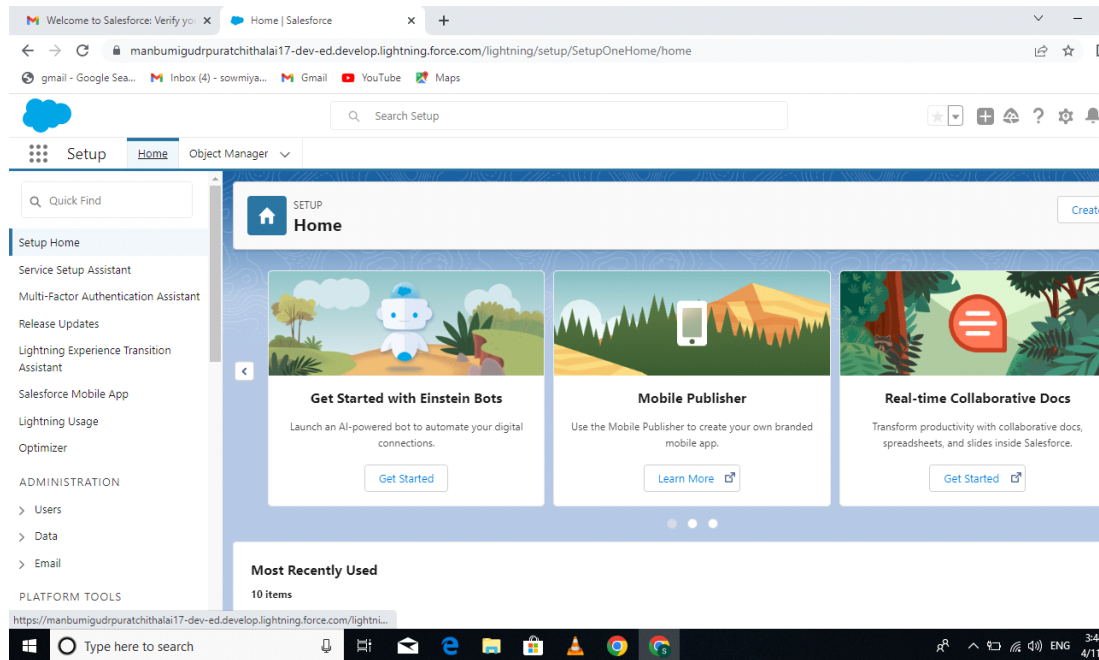 Welcome to Salesforce: Verify yo
Home | Salesforce
manbumigudrpuratchithalai17-dev-ed.develop.lightning.force.com/lightning/setup/SetupOneHome/home
gmail - Google Sea...
Inbox (4) - sowmiya...
Gmail
YouTube
Maps
Search Setup
Setup
Home
Object Manager
Quick Find
SETUP
Home
Create
Setup Home
Service Setup Assistant
Multi-Factor Authentication Assistant
Release Updates
Lightning Experience Transition
Assistant
Salesforce Mobile App
Lightning Usage
Optimizer
ADMINISTRATION
Users
Data
Email
PLATFORM TOOLS
Get Started with Einstein Bots
Launch an AI-powered bot to automate your digital
connections.
Get Started
Mobile Publisher
Use the Mobile Publisher to create your own branded
mobile app.
Learn More
Real-time Collaborative Docs
Transform productivity with collaborative docs,
spreadsheets, and slides inside Salesforce.
Get Started
Most Recently Used
10 items
https://manbumigudrpuratchithalai17-dev-ed.develop.lightning.force.com/lightni...
Type here to search
ENG
3:4
4/11